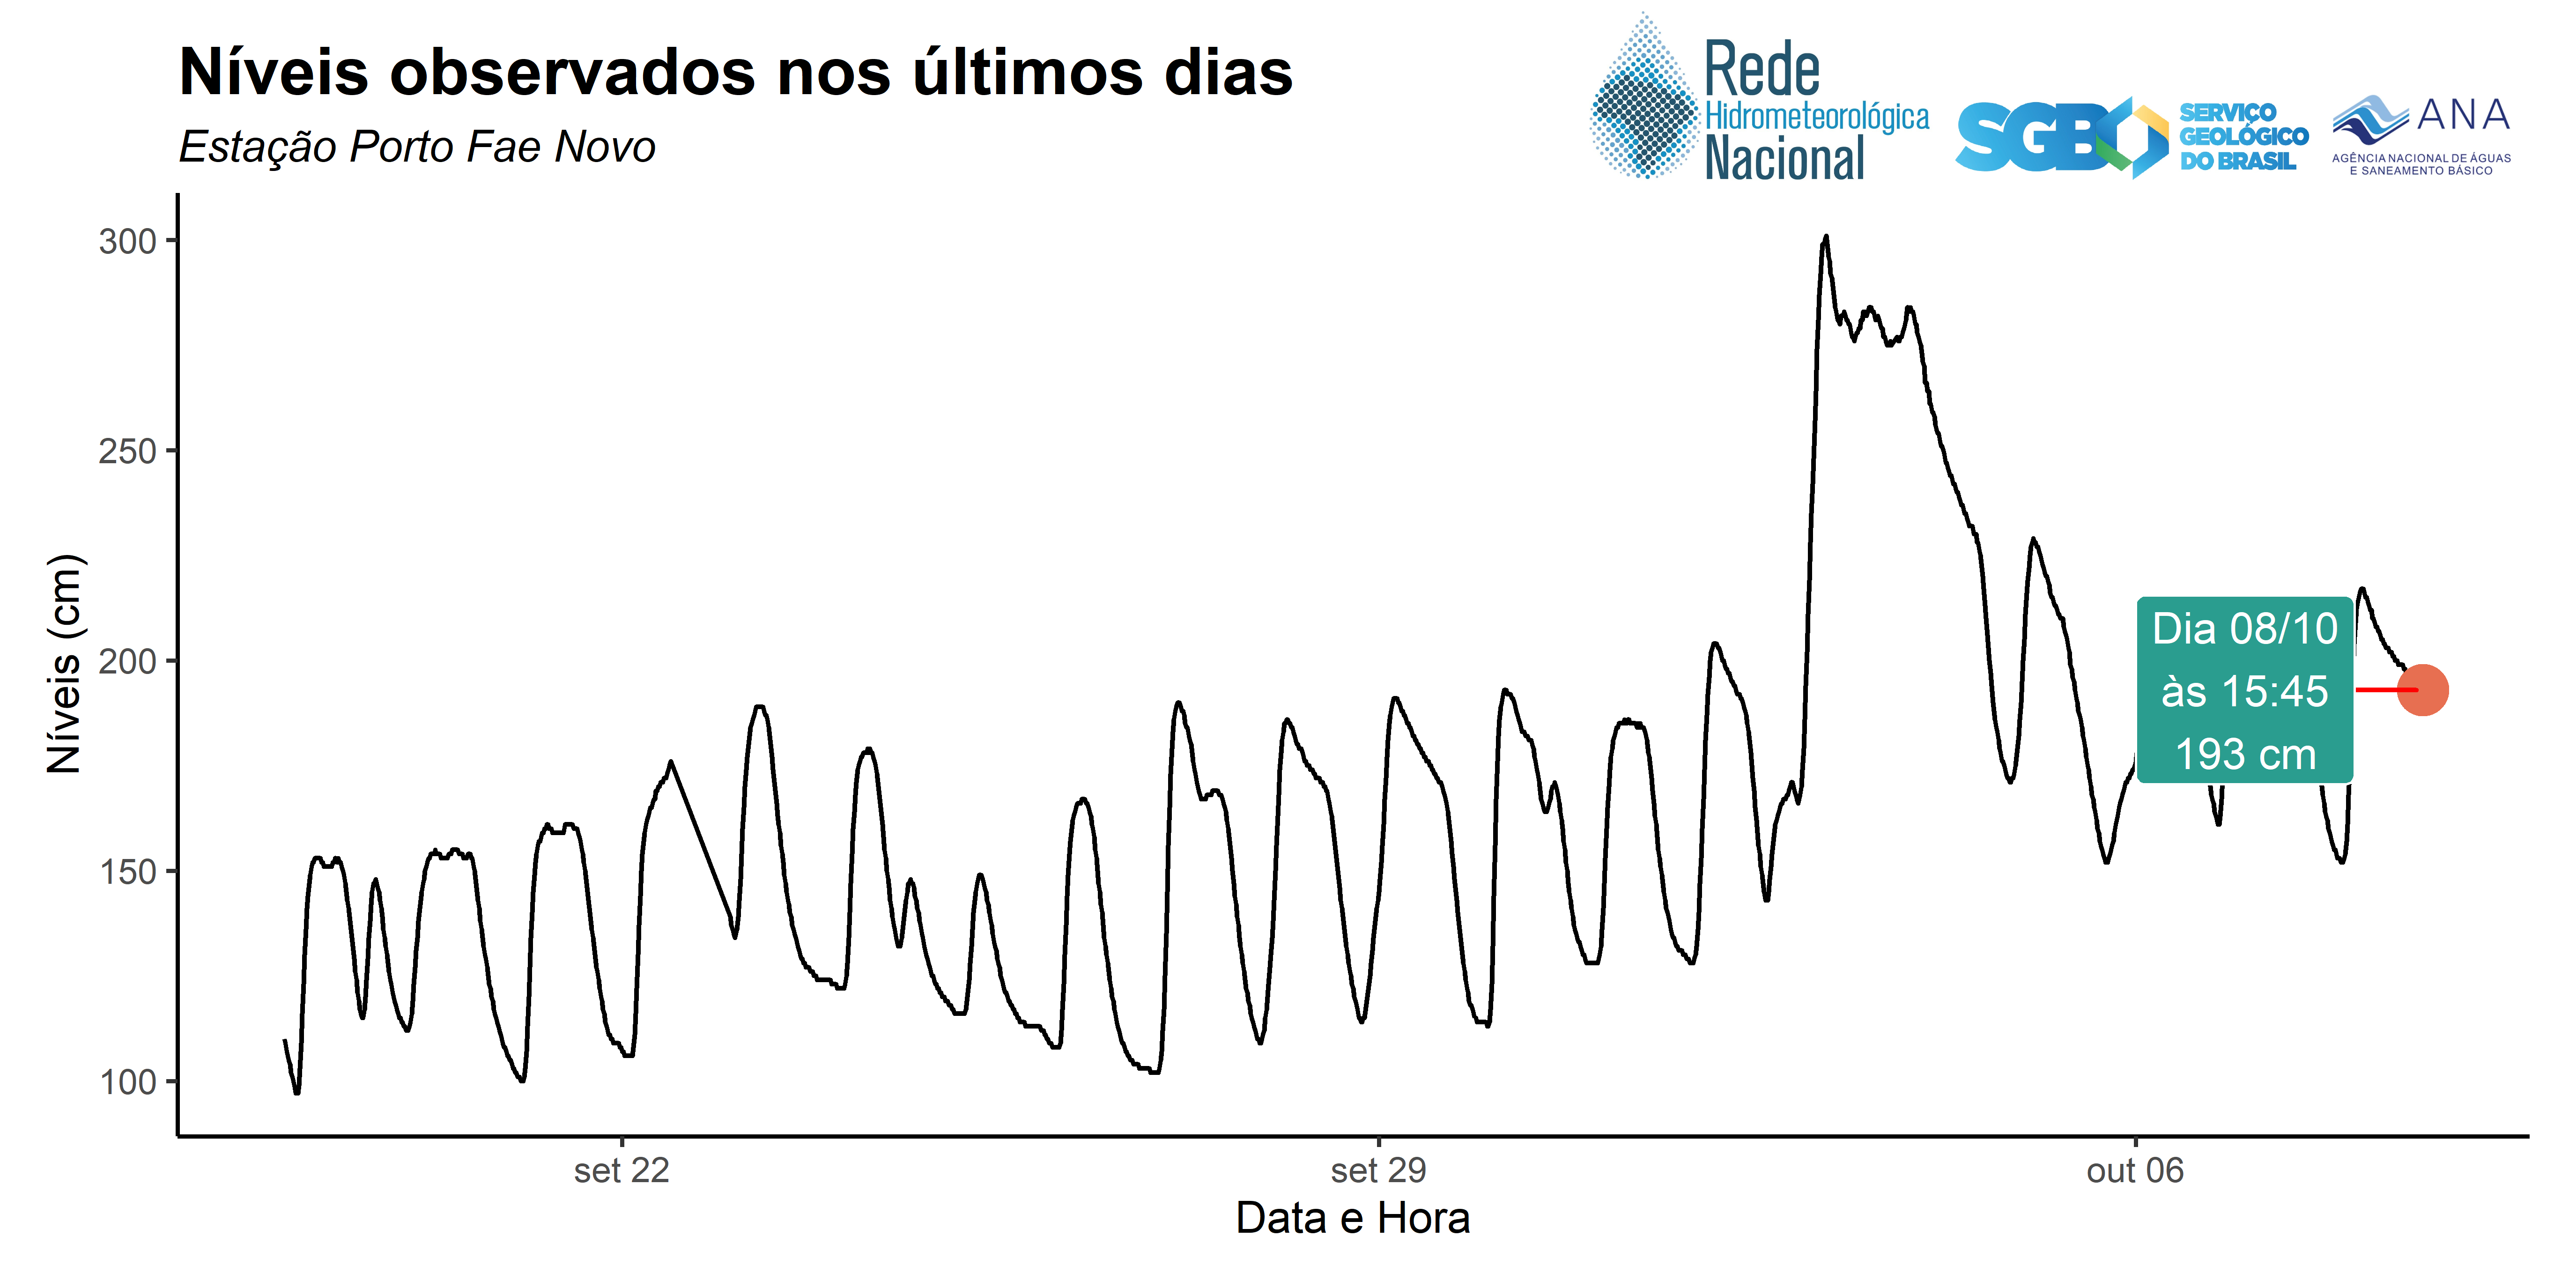 Níveis observados nos últimos dias
Estação Porto Fae Novo
Rede
Hidrometeorológica
Nacional
SGB
SERVIÇO
GEOLÓGICO
DO BRASIL
ANA
AGÊNCIA NACIONAL DE ÁGUAS
E SANEAMENTO BÁSICO
Níveis (cm)
300
250
200
150
100
Dia 08/10
às 15:45
193 cm
set 22
set 29
out 06
Data e Hora